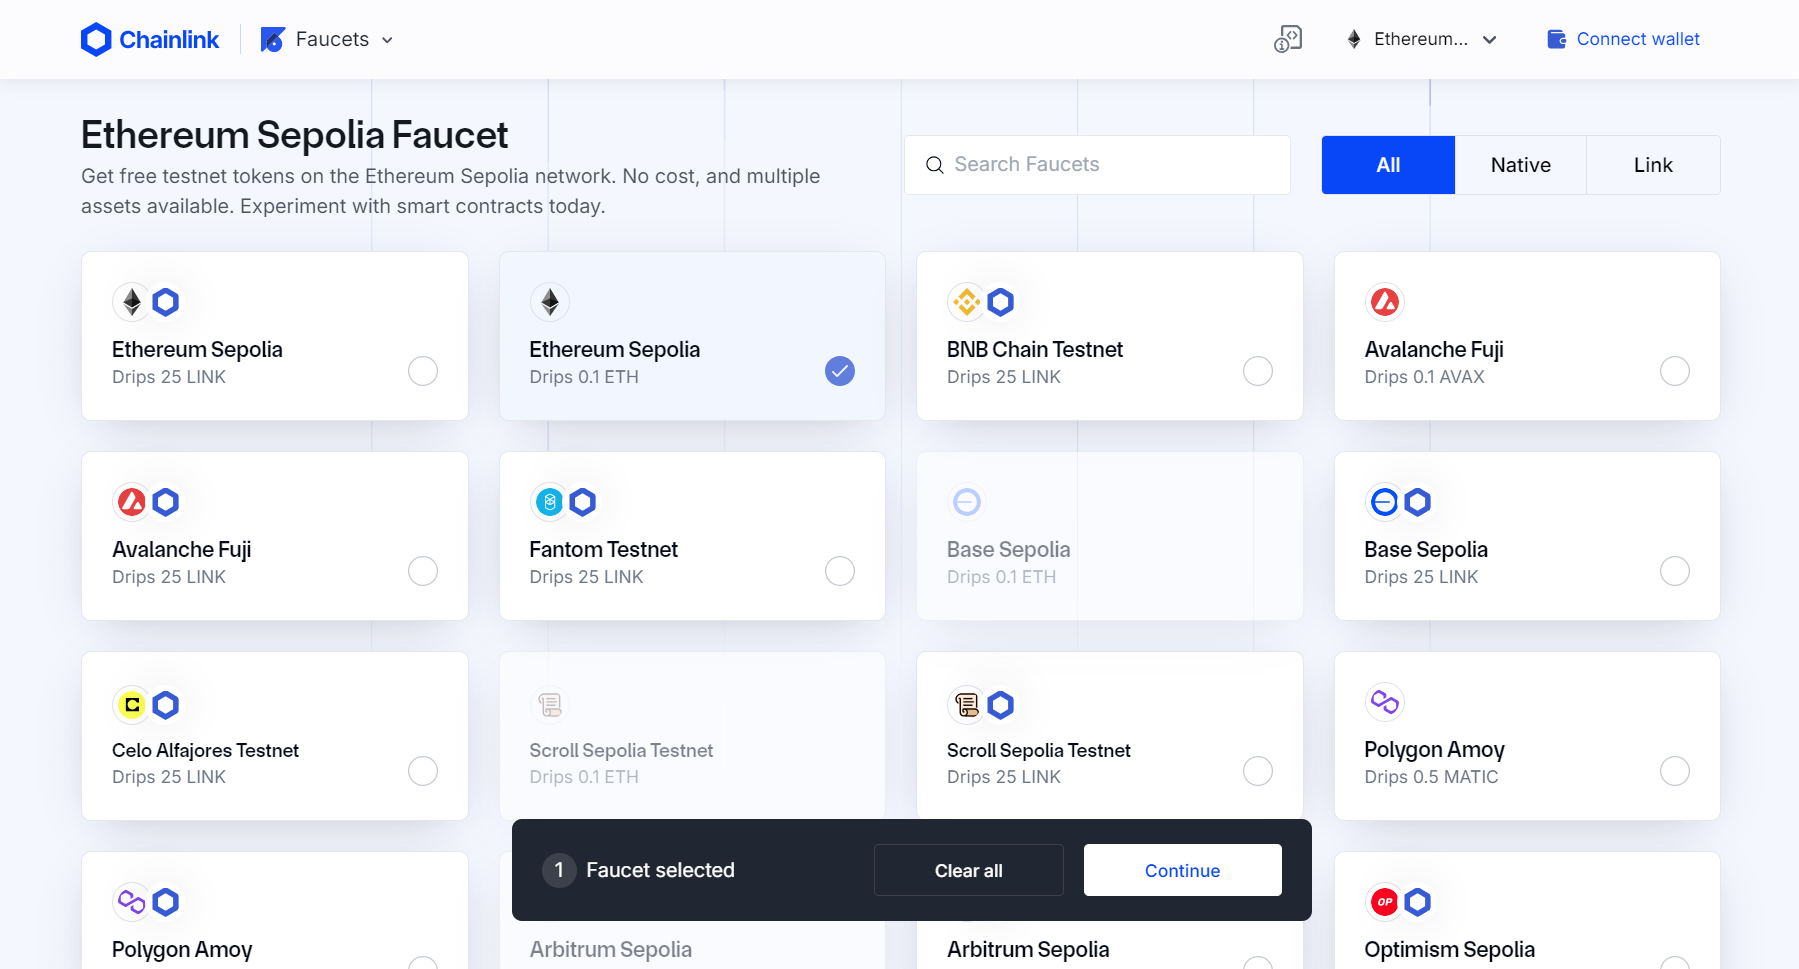 Chainlink
Faucets
Ethereum...
Connect wallet
Ethereum Sepolia Faucet
Get free testnet tokens on the Ethereum Sepolia network. No cost, and multiple
assets available. Experiment with smart contracts today.
Search Faucets
All
Native
Link
Ethereum Sepolia
Drips 25 LINK
Ethereum Sepolia
Drips 0.1 ETH
BNB Chain Testnet
Drips 25 LINK
Avalanche Fuji
Drips 0.1 AVAX
Avalanche Fuji
Drips 25 LINK
Fantom Testnet
Drips 25 LINK
Base Sepolia
Drips 0.1 ETH
Base Sepolia
Drips 25 LINK
Celo Alfajores Testnet
Drips 25 LINK
Scroll Sepolia Testnet
Drips 0.1 ETH
Scroll Sepolia Testnet
Drips 25 LINK
Polygon Amoy
Drips 0.5 MATIC
1 Faucet selected
Clear all
Continue
Polygon Amoy
Arbitrum Sepolia
Arbitrum Sepolia
OP
Optimism Sepolia